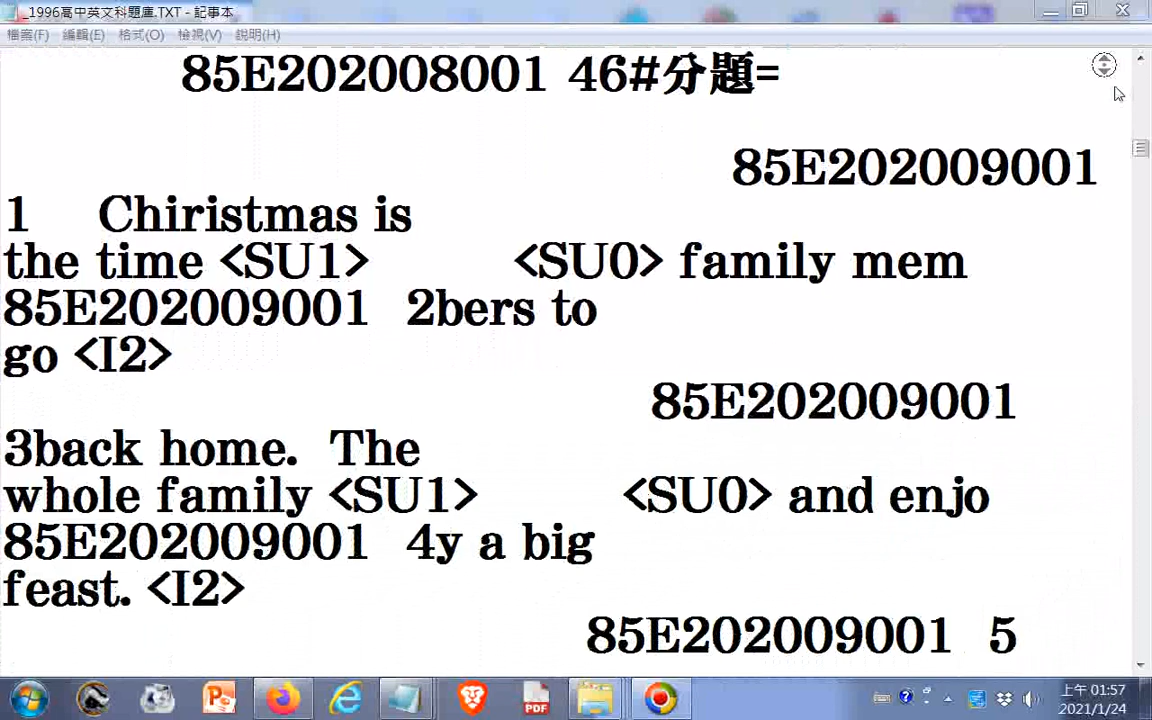 _1996高中英文科題庫.TXT - 記事本
檔案(F) 編輯(E) 格式(O) 檢視(V) 說明(H)
85E202008001 46#分題=
85E202009001
1 Chiristmas is
the time <SU1> <SU0> family mem
85E202009001 2bers to
go <I2>
85E202009001
3back home. The
whole family <SU1> <SU0> and enjo
85E202009001 4y a big
feast. <I2>
85E202009001 5
PDF
上午 01:57
2021/1/24